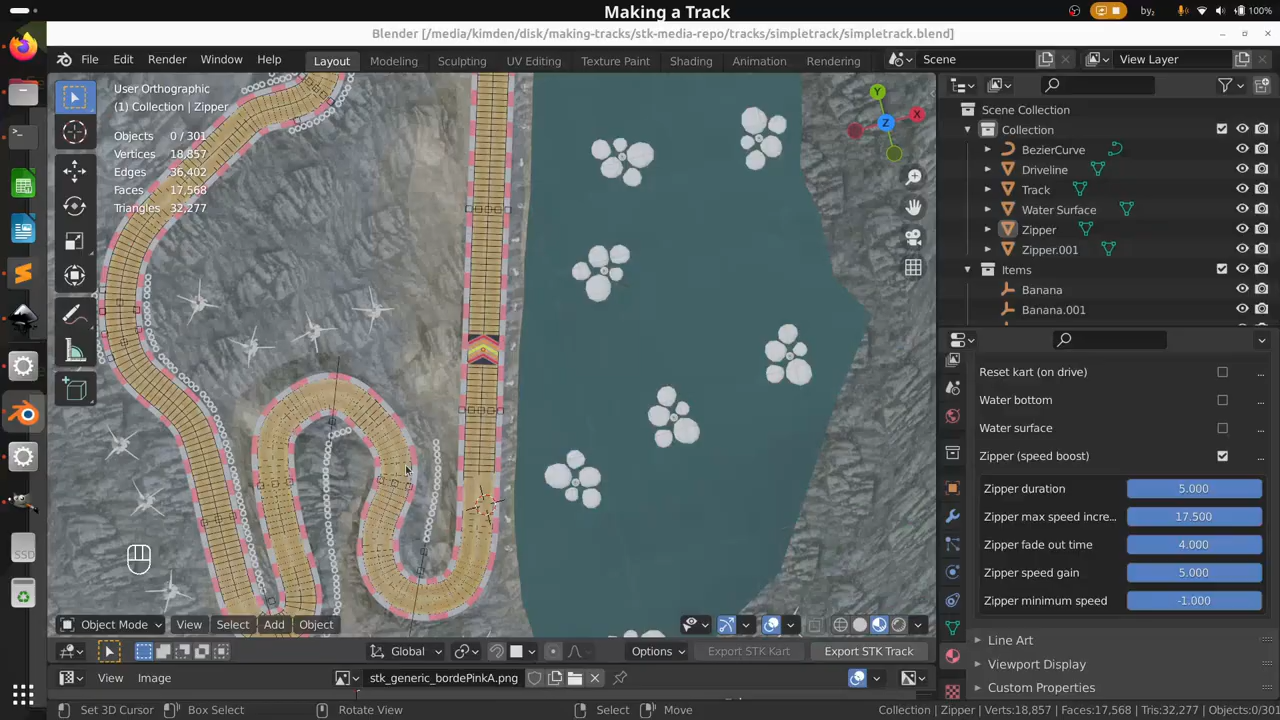 Making a Track
by₂
100%
Blender [/media/kimden/disk/making-tracks/stk-media-repo/tracks/simpletrack/simpletrack.blend]
File Edit Render Window Help Layout Modeling Sculpting UV Editing Texture Paint Shading Animation Rendering Scene View Layer
User Orthographic
(1) Collection | Zipper
Objects 0 / 301
Vertices 18,857
Edges 36,402
Faces 17,568
Triangles 32,277
Y
X
Z
Scene Collection
Collection
BezierCurve
Driveline
Track
Water Surface
Zipper
Zipper.001
Items
Banana
Banana.001
Reset kart (on drive) ...
Water bottom ...
Water surface ...
Zipper (speed boost) ...
Zipper duration 5.000
Zipper max speed incre... 17.500
Zipper fade out time 4.000
Zipper speed gain 5.000
Zipper minimum speed -1.000
Line Art
Viewport Display
Custom Properties
SSD
Object Mode View Select Add Object
Global Options Export STK Kart Export STK Track
View Image stk_generic_bordePinkA.png
Set 3D Cursor Box Select Rotate View Select Move Collection | Zipper | Verts:18,857 | Faces:17,568 | Tris:32,277 | Objects:0/301